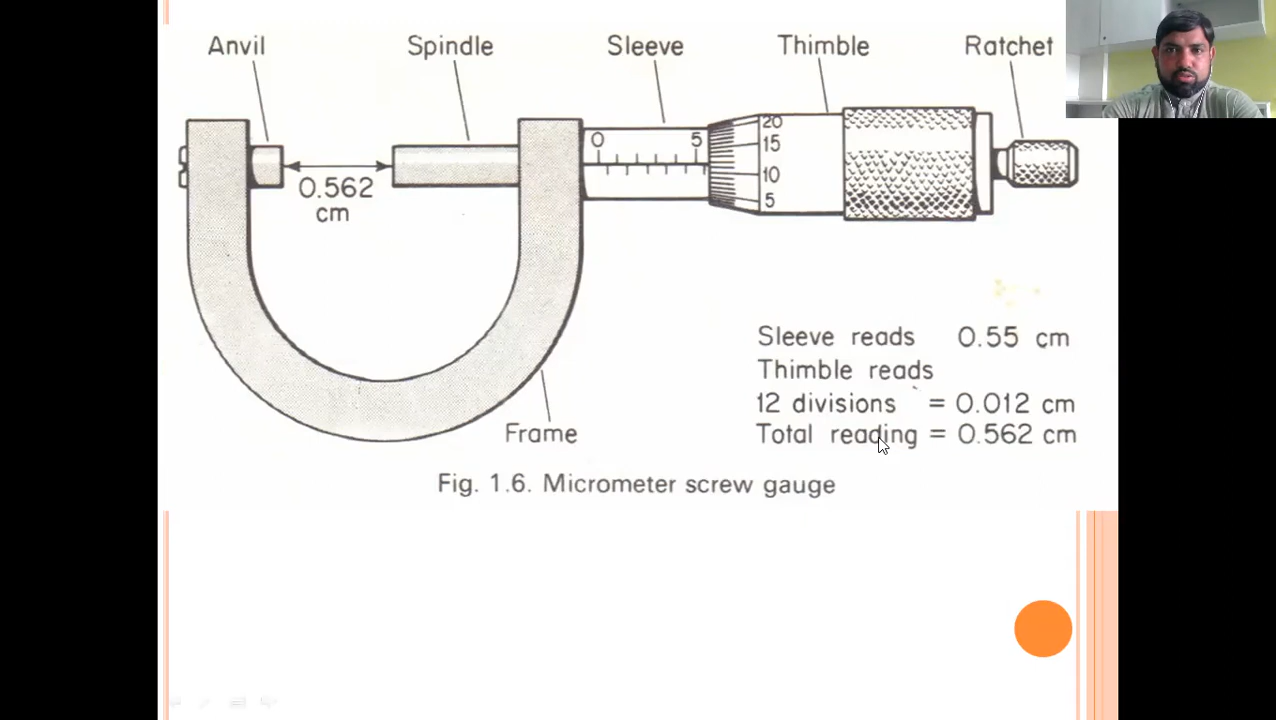 Anvil Spindle Sleeve Thimble Ratchet
0 5
20
15
10
5
0.562
cm
Sleeve reads 0.55 cm
Thimble reads
12 divisions = 0.012 cm
Total reading = 0.562 cm
Frame
Fig. 1.6. Micrometer screw gauge